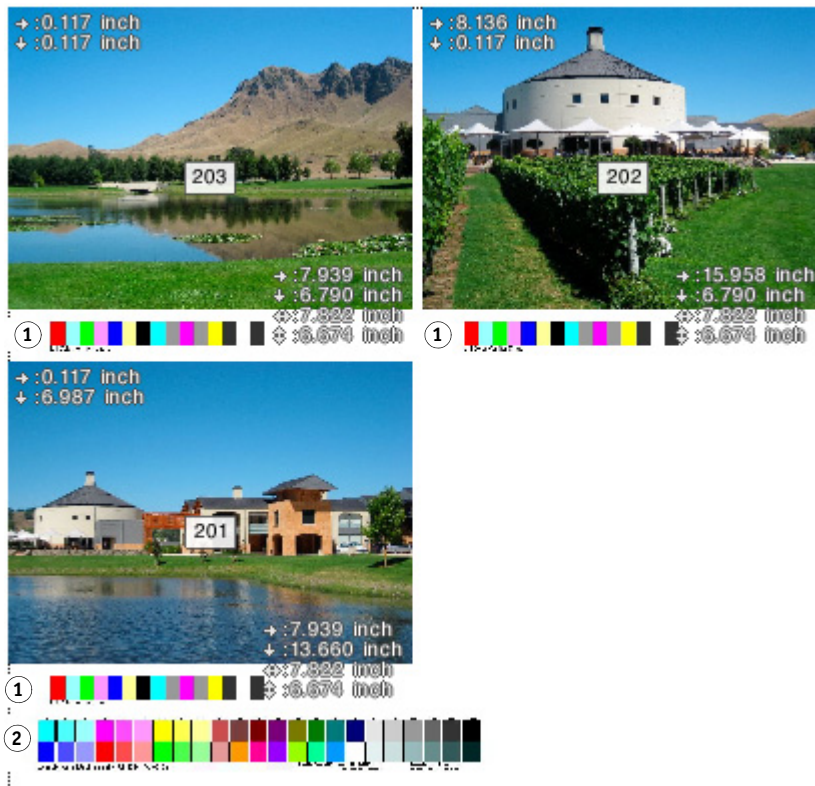 → :0.117 inch
↓ :0.117 inch
203
→ :7.939 inch
↓ :6.790 inch
:7.822 inch
:6.674 inch
1
→ :8.136 inch
↓ :0.117 inch
202
→ :15.958 inch
↓ :6.790 inch
:7.822 inch
:6.674 inch
1
→ :0.117 inch
↓ :6.987 inch
201
→ :7.939 inch
↓ :13.660 inch
:7.822 inch
:6.674 inch
1
2